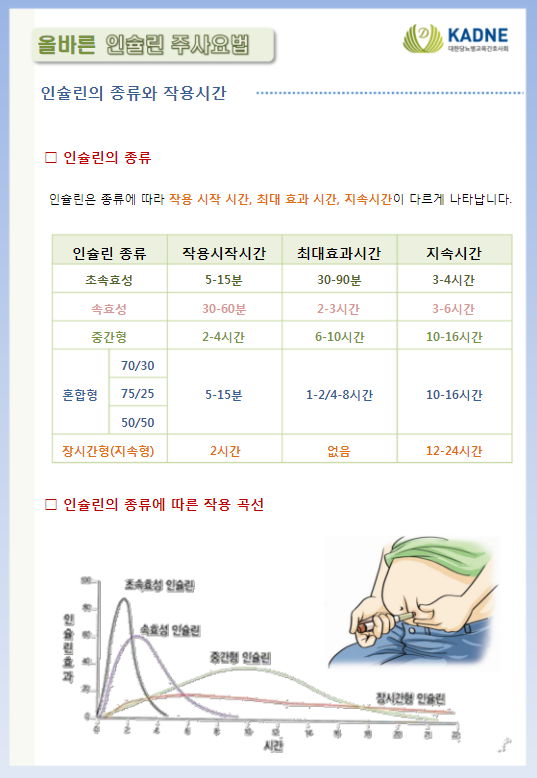 올바른 인슐린 주사요법
KADNE
대한당뇨병교육간호사회
인슐린의 종류와 작용시간
□ 인슐린의 종류
인슐린은 종류에 따라 작용 시작 시간, 최대 효과 시간, 지속시간이 다르게 나타납니다.
인슐린 종류 작용시작시간 최대효과시간 지속시간
초속효성 5-15분 30-90분 3-4시간
속효성 30-60분 2-3시간 3-6시간
중간형 2-4시간 6-10시간 10-16시간
혼합형 70/30 75/25 50/50 5-15분 1-2/4-8시간 10-16시간
장시간형(지속형) 2시간 없음 12-24시간
□ 인슐린의 종류에 따른 작용 곡선
인슐린효과
100
80
60
40
20
0
초속효성 인슐린
속효성 인슐린
중간형 인슐린
장시간형 인슐린
시간